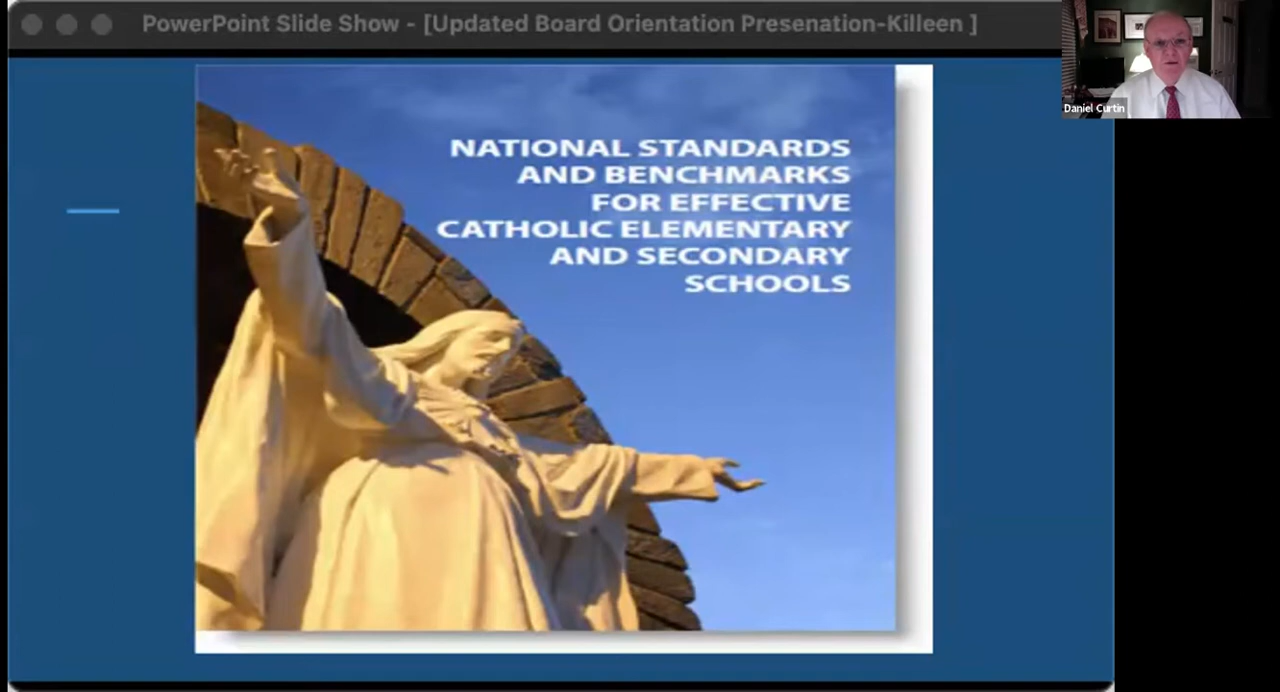 PowerPoint Slide Show - [Updated Board Orientation Presenation-Killeen ]
Daniel Curtin
NATIONAL STANDARDS
AND BENCHMARKS
FOR EFFECTIVE
CATHOLIC ELEMENTARY
AND SECONDARY
SCHOOLS